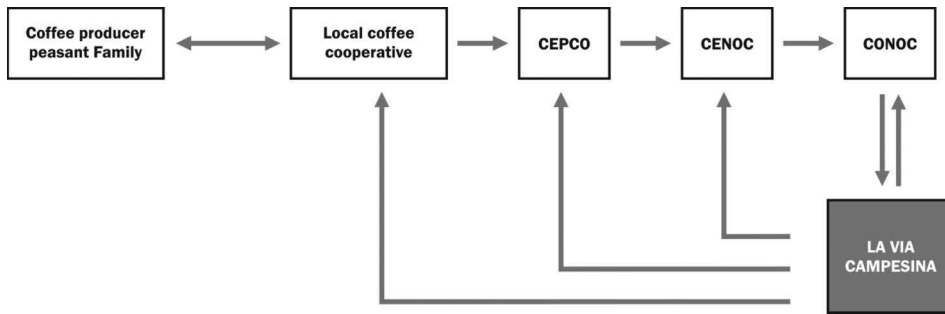 Coffee producer
peasant Family
Local coffee
cooperative
CEPCO
CENOC
CONOC
LA VIA
CAMPESINA